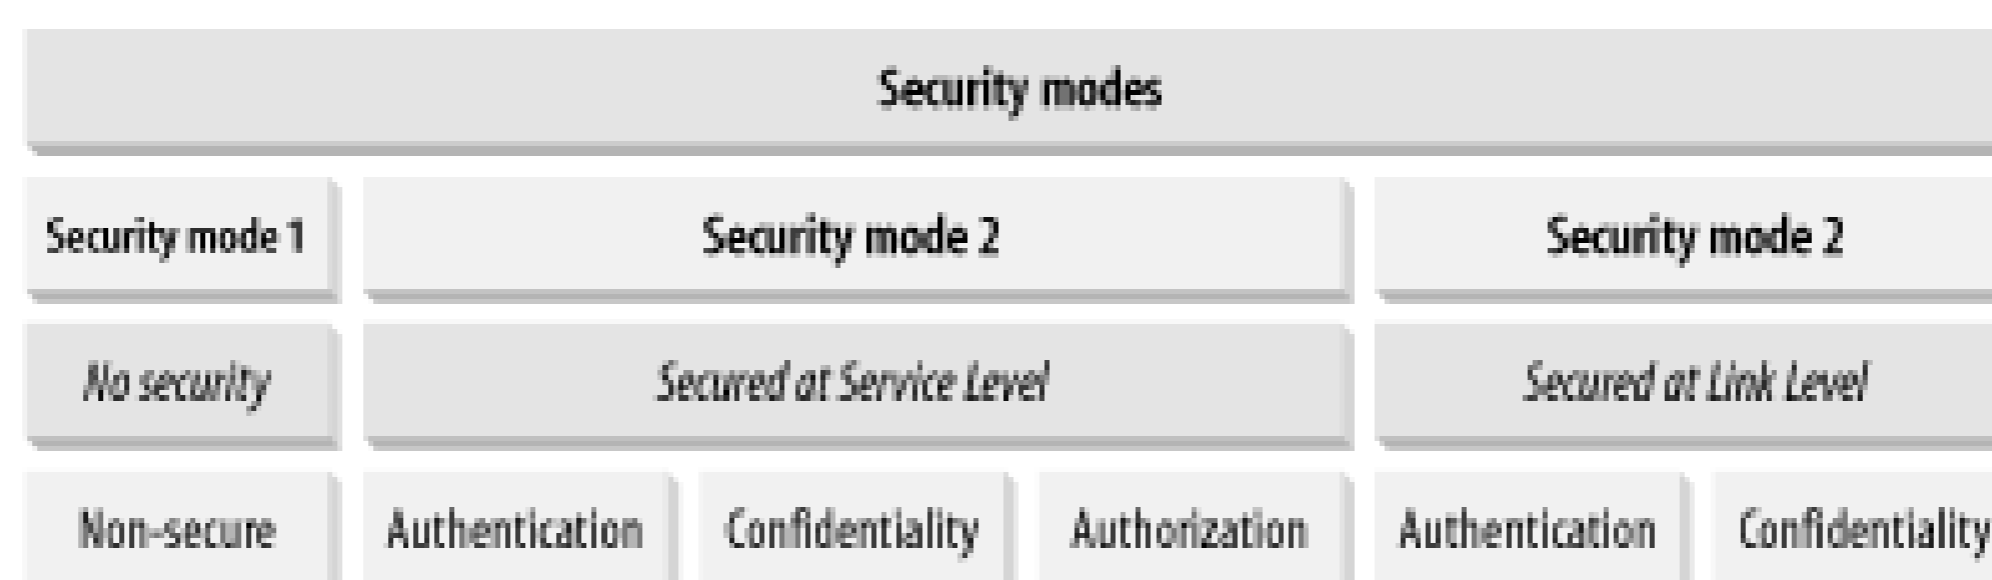 Security modes
Security mode 1 Security mode 2 Security mode 2
No security Secured at Service Level Secured at Link Level
Non-secure Authentication Confidentiality Authorization Authentication Confidentiality